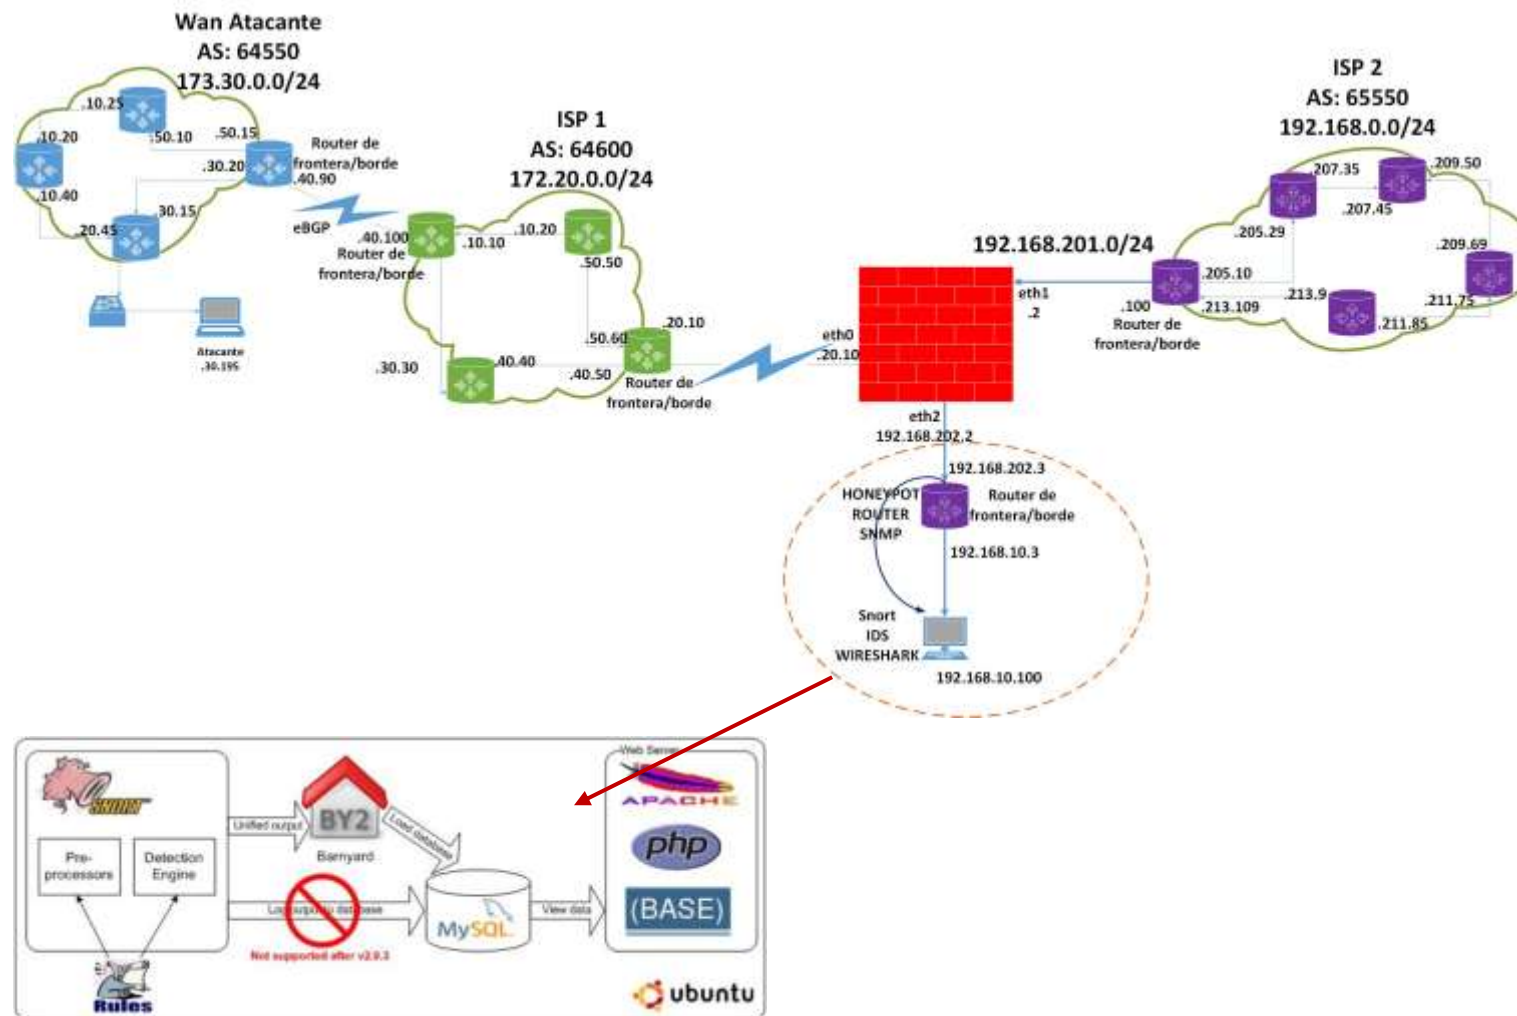 Wan Atacante
AS: 64550
173.30.0.0/24
.10.25
.10.20
.50.10
.50.15
.30.20
.10.40
.30.15
.20.45
Router de
frontera/borde
.40.90
eBGP
Atacante
.30.195
ISP 1
AS: 64600
172.20.0.0/24
.40.100
Router de
frontera/borde
.10.10
.10.20
.50.50
.20.10
.50.60
.30.30
.40.40
.40.50
Router de
frontera/borde
ISP 2
AS: 65550
192.168.0.0/24
.207.35
.209.50
.207.45
.205.29
.209.69
192.168.201.0/24
.205.10
.213.9
.211.75
.100
.213.109
.211.85
Router de
frontera/borde
eth1
.2
eth0
.20.10
eth2
192.168.202.2
192.168.202.3
HONEYPOT
ROUTER
SNMP
Router de
frontera/borde
192.168.10.3
Snort
IDS
WIRESHARK
192.168.10.100
SNORT
Pre-
processors
Detection
Engine
Rules
Unified output
BY2
Barnyard
Load database
Log output to database
Not supported after v2.9.3
MySQL
View data
Web Server
APACHE
php
(BASE)
ubuntu